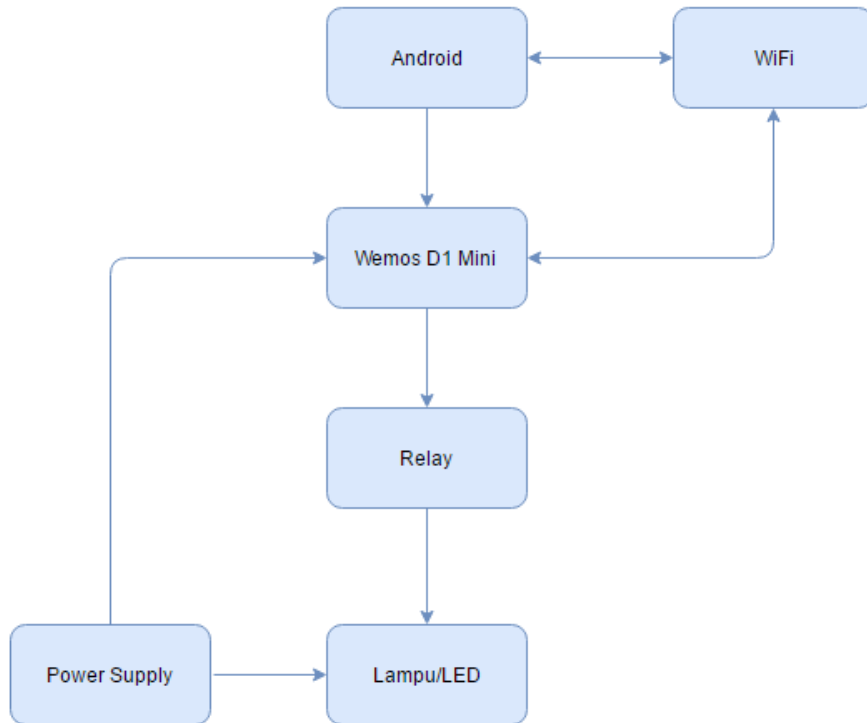 Android
WiFi
Wemos D1 Mini
Relay
Power Supply
Lampu/LED